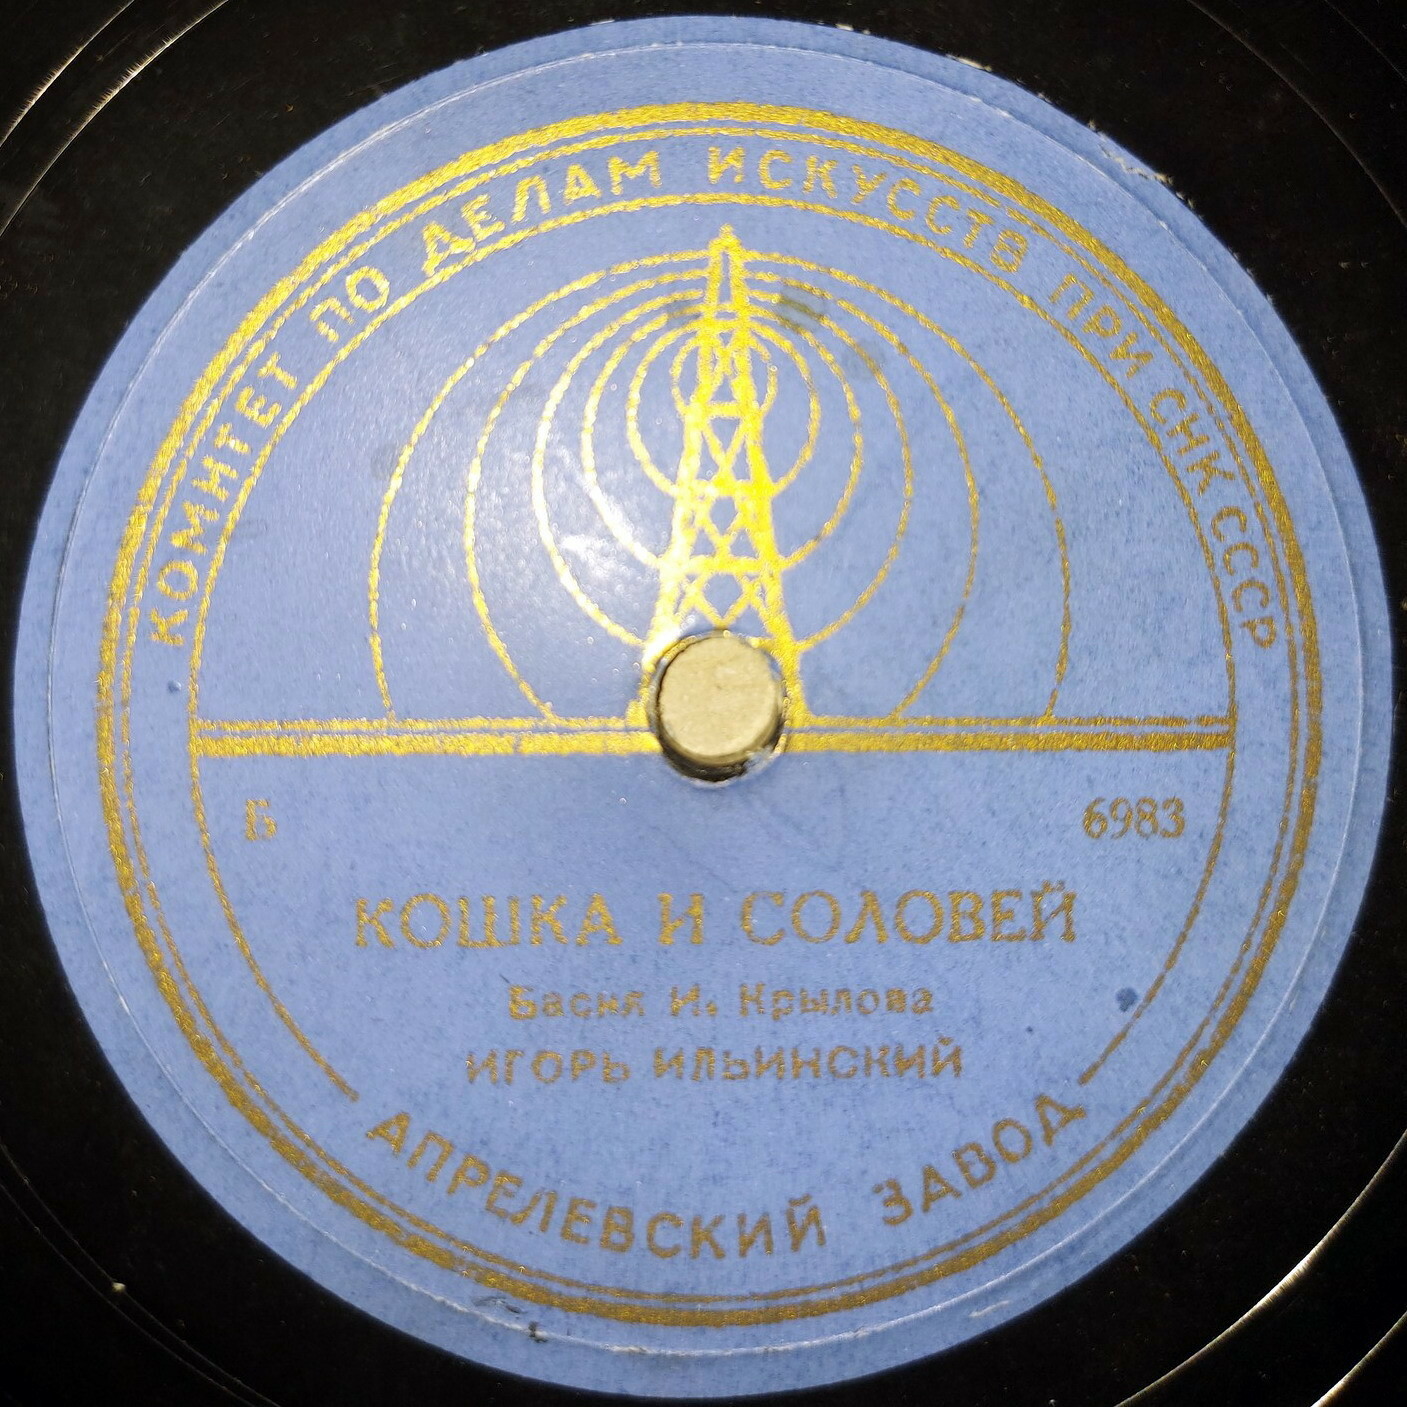 КОМИТЕТ ПО ДЕЛАМ ИСКУССТВ ПРИ СНК СССР
Б 6983
КОШКА И СОЛОВЕЙ
Басня И. Крылова
ИГОРЬ ИЛЬИНСКИЙ
АПРЕЛЕВСКИЙ ЗАВОД